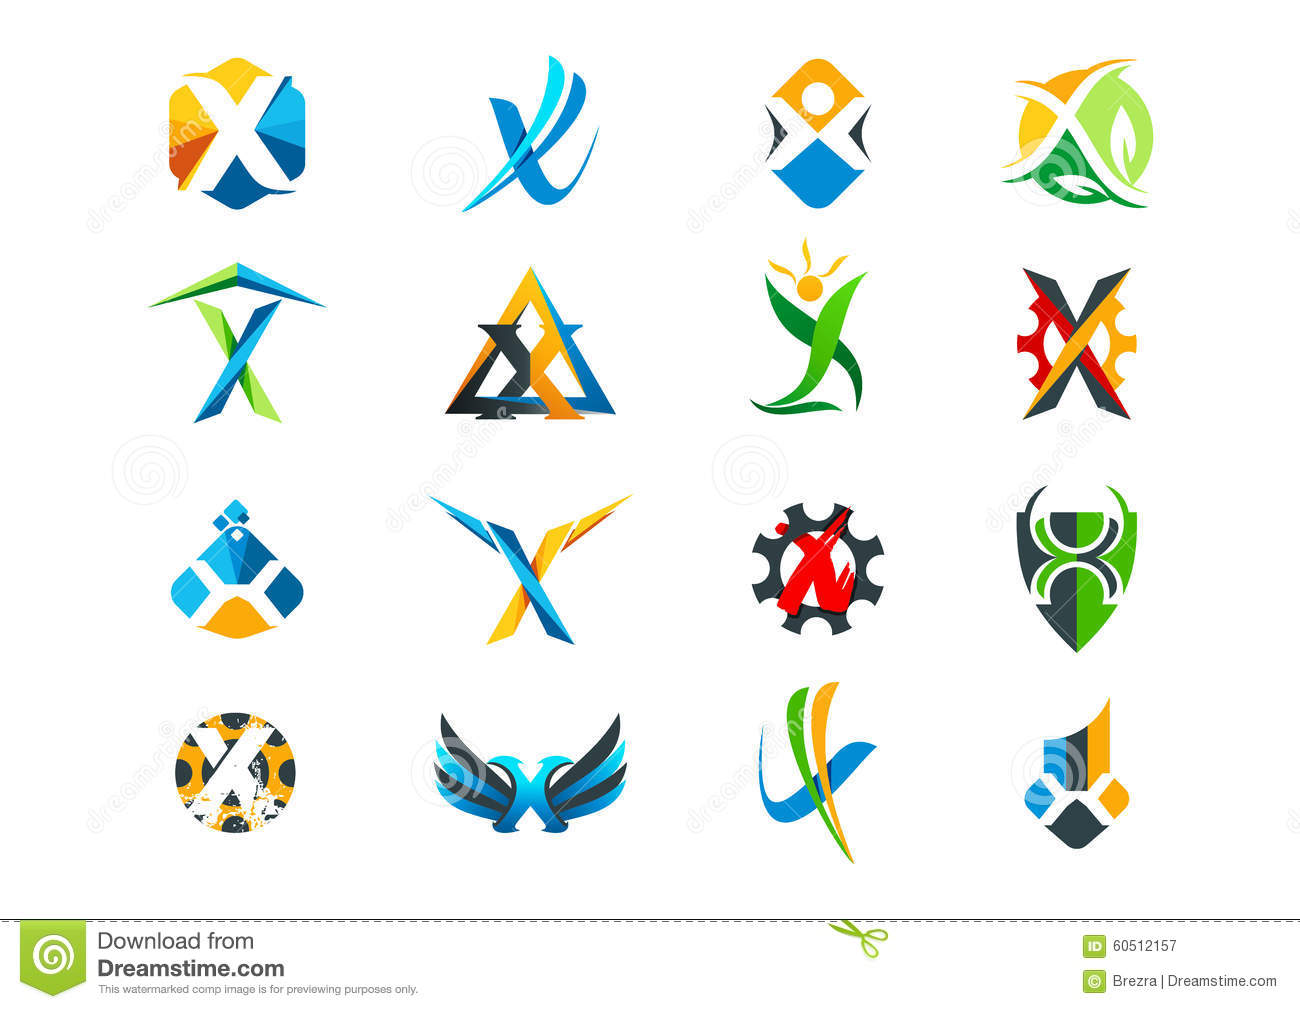 X
X
X
X
X
X X
X
X
X
X
X
X
X
Download from
Dreamstime.com
This watermarked comp image is for previewing purposes only.
ID 60512157
© Brezra | Dreamstime.com